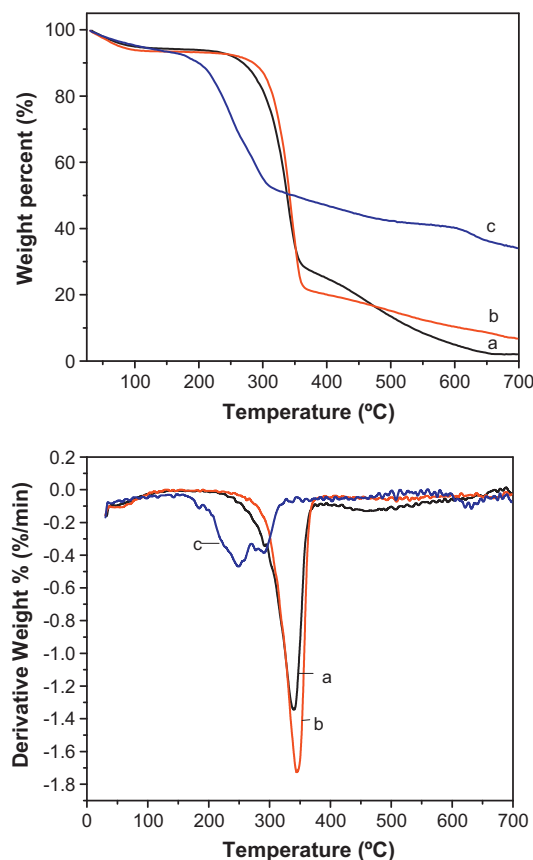 100
80
60
40
20
0
100 200 300 400 500 600 700
Weight percent (%)
Temperature (ºC)
c
b
a
0.2
0.0
-0.2
-0.4
-0.6
-0.8
-1.0
-1.2
-1.4
-1.6
-1.8
0 100 200 300 400 500 600 700
Derivative Weight % (%/min)
Temperature (ºC)
c
a
b